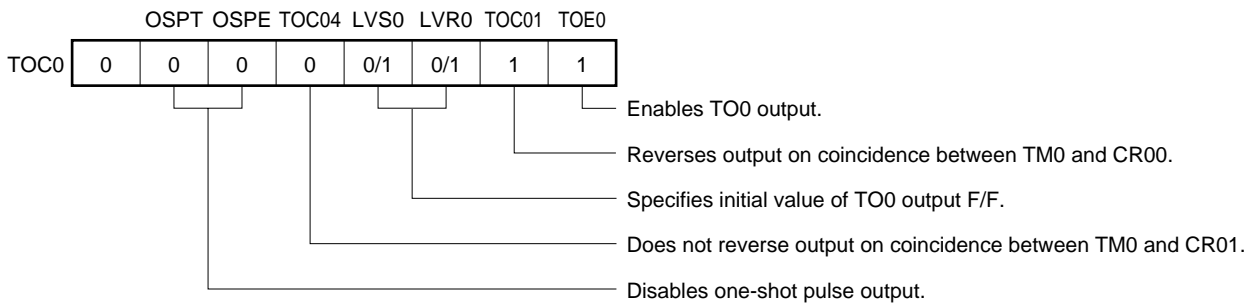 OSPT OSPE TOC04 LVS0 LVR0 TOC01 TOE0
TOC0 0 0 0 0 0/1 0/1 1 1
Enables TO0 output.
Reverses output on coincidence between TM0 and CR00.
Specifies initial value of TO0 output F/F.
Does not reverse output on coincidence between TM0 and CR01.
Disables one-shot pulse output.